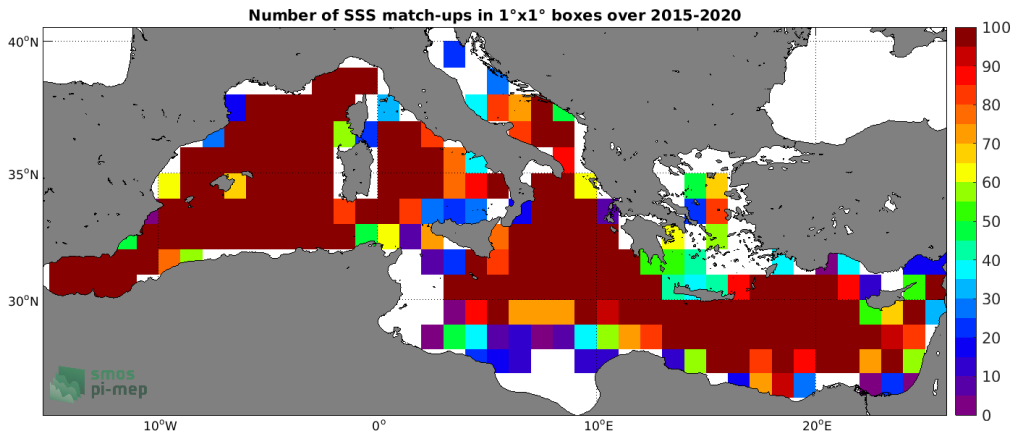 Number of SSS match-ups in 1°x1° boxes over 2015-2020
40°N
35°N
30°N
10°W
0°
10°E
20°E
100
90
80
70
60
50
40
30
20
10
0
smos
pi-mep